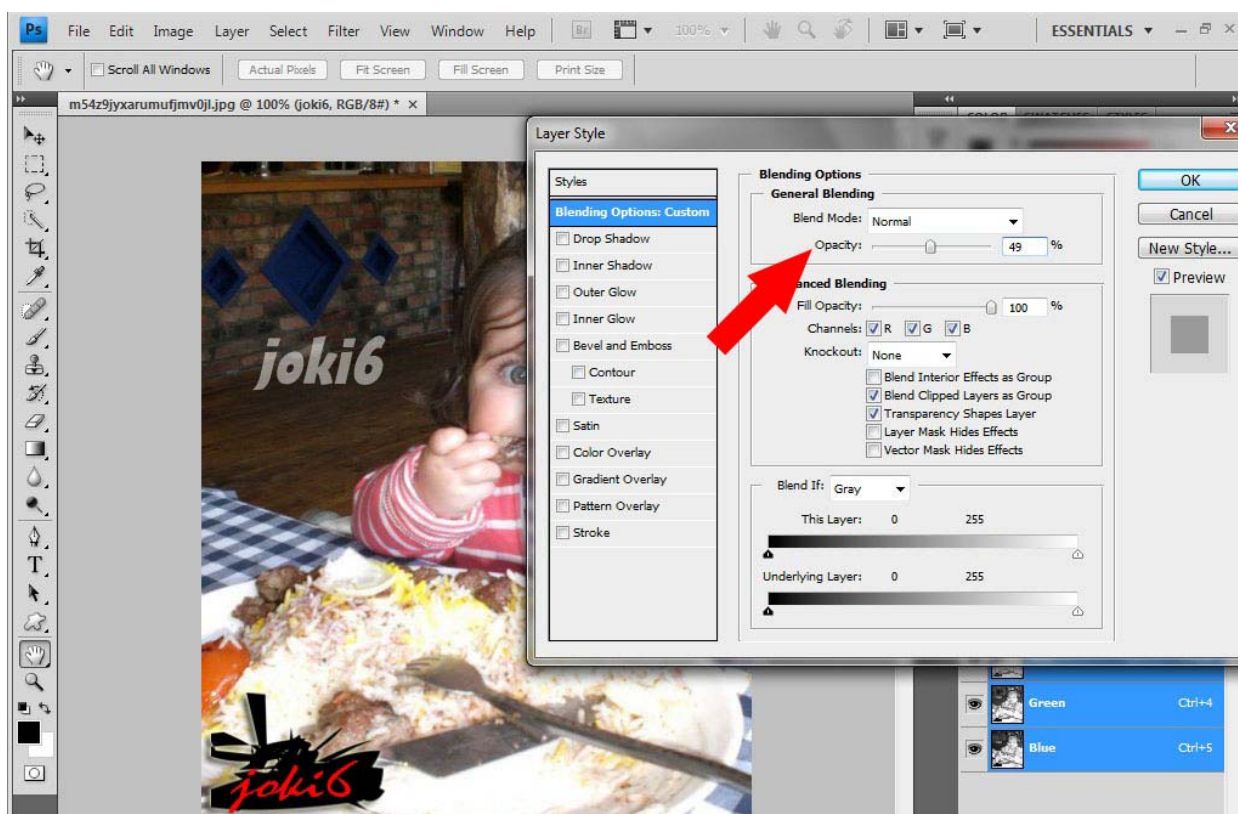 Ps File Edit Image Layer Select Filter View Window Help Br 100% ESSENTIALS
Scroll All Windows Actual Pixels Fit Screen Fill Screen Print Size
m54z9jyxarumufjmv0jl.jpg @ 100% (joki6, RGB/8#) * ×
Layer Style
Styles
Blending Options: Custom
Drop Shadow
Inner Shadow
Outer Glow
Inner Glow
Bevel and Emboss
Contour
Texture
Satin
Color Overlay
Gradient Overlay
Pattern Overlay
Stroke
Blending Options
General Blending
Blend Mode: Normal
Opacity: 49 %
Blending
Fill Opacity: 100 %
Channels: R G B
Knockout: None
Blend Interior Effects as Group
Blend Clipped Layers as Group
Transparency Shapes Layer
Layer Mask Hides Effects
Vector Mask Hides Effects
Blend If: Gray
This Layer: 0 255
Underlying Layer: 0 255
OK
Cancel
New Style...
Preview
joki6
joki6
T
Green Ctrl+4
Blue Ctrl+5